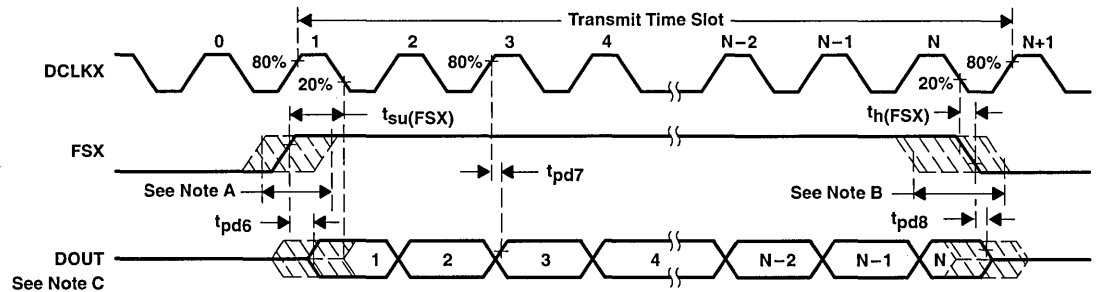 Transmit Time Slot
0 1 2 3 4 N−2 N−1 N N+1
DCLKX 80% 20% 80% 20% 80%
tsu(FSX) th(FSX)
FSX
See Note A tpd7 See Note B
tpd6 tpd8
DOUT 1 2 3 4 N−2 N−1 N
See Note C